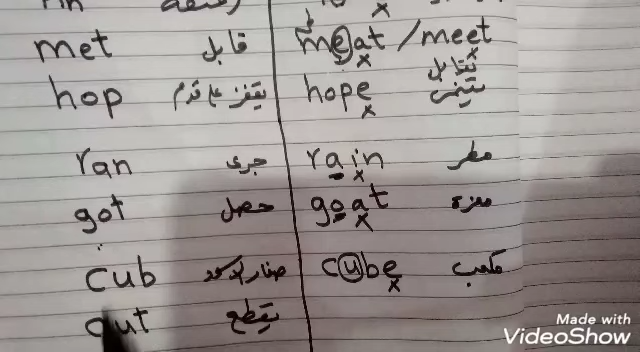 met قابل meat / meet
يتقابل
hop يقفز على قدم hope يتمنى
ran جرى rain مطر
got حصل goat معزة
cub صغار الأسود cube مكعب
cut يقطع
Made with
VideoShow